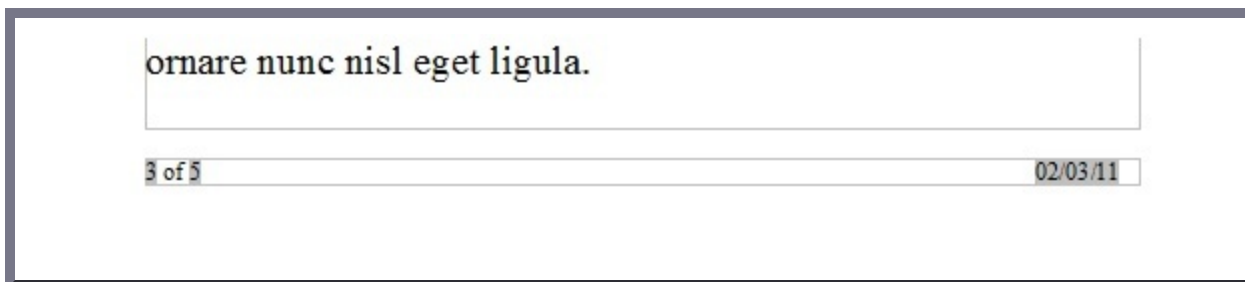 ornare nunc nisl eget ligula.
3 of 5 02/03/11